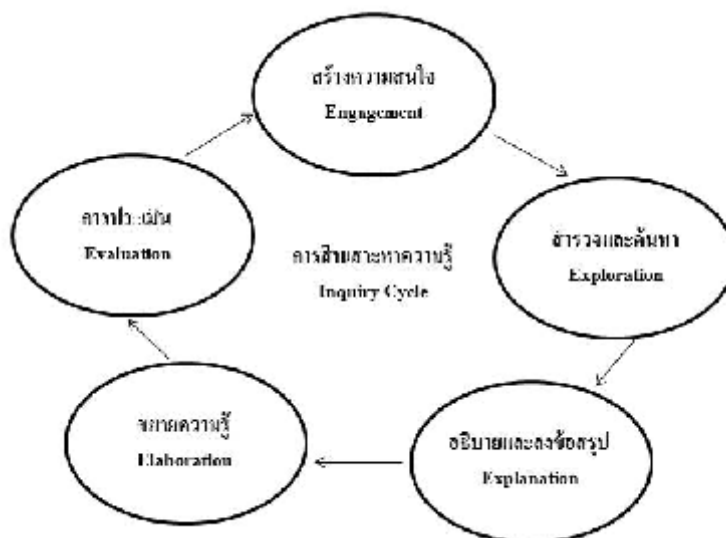 สร้างความสนใจ
Engagement
สำรวจและค้นหา
Exploration
อธิบายและลงข้อสรุป
Explanation
ขยายความรู้
Elaboration
การประเมิน
Evaluation
การสืบเสาะหาความรู้
Inquiry Cycle